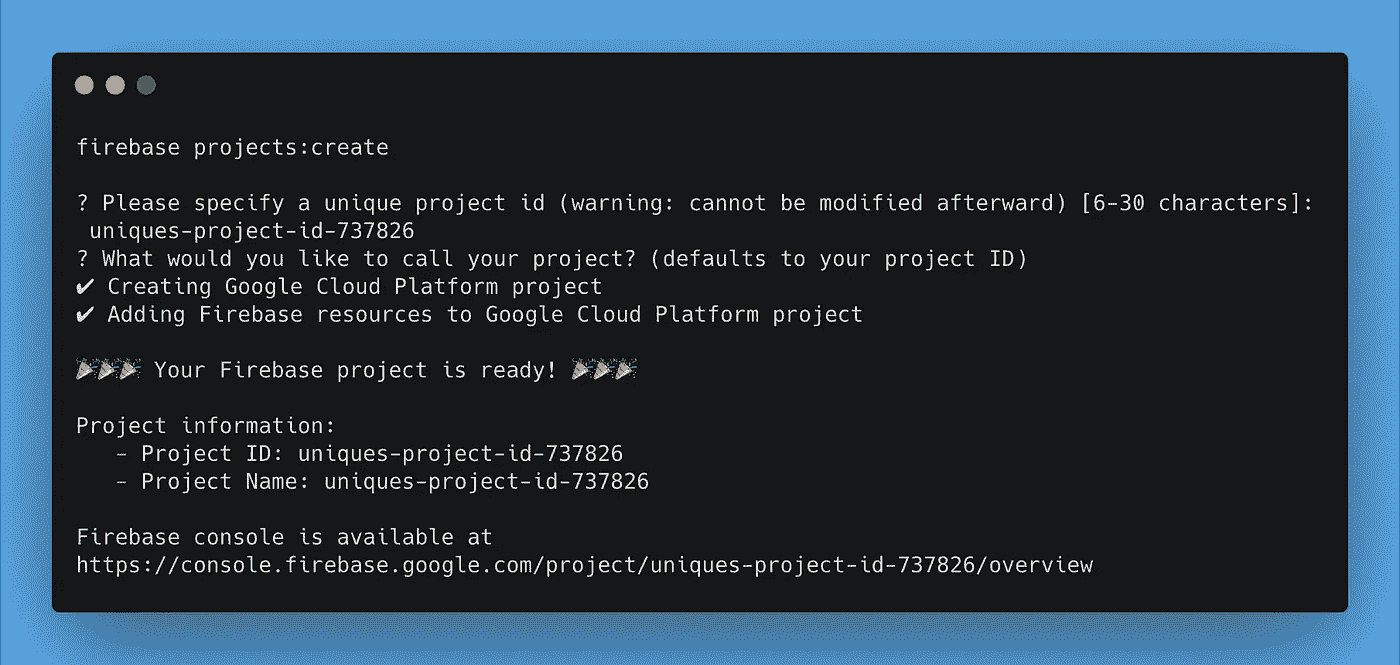 firebase projects:create
? Please specify a unique project id (warning: cannot be modified afterward) [6-30 characters]:
uniques-project-id-737826
? What would you like to call your project? (defaults to your project ID)
✔ Creating Google Cloud Platform project
✔ Adding Firebase resources to Google Cloud Platform project
🎉🎉🎉 Your Firebase project is ready! 🎉🎉🎉
Project information:
- Project ID: uniques-project-id-737826
- Project Name: uniques-project-id-737826
Firebase console is available at
https://console.firebase.google.com/project/uniques-project-id-737826/overview